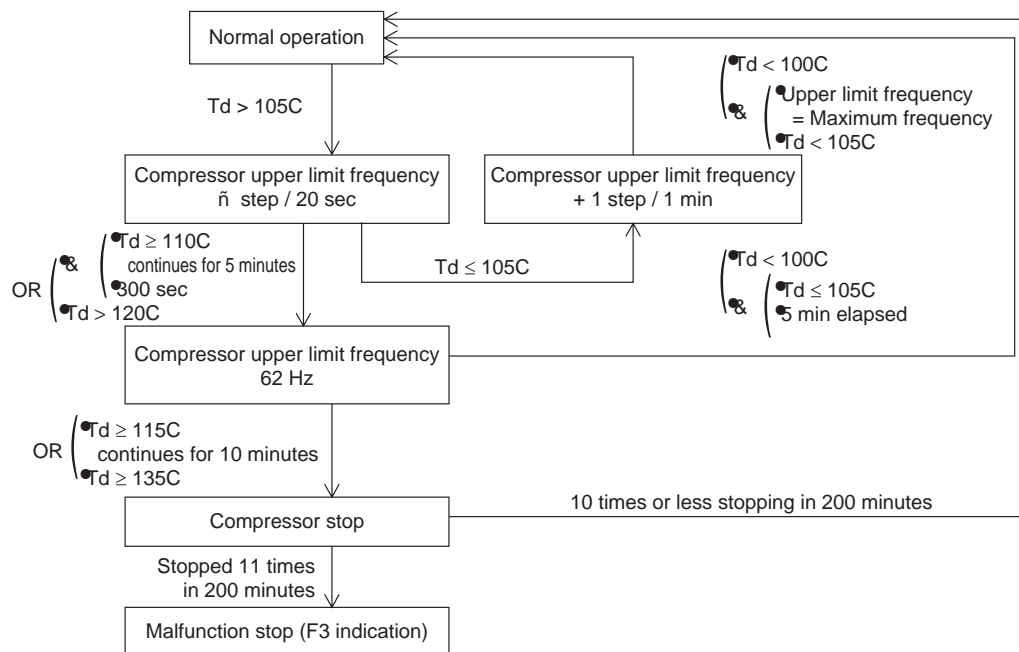 Normal operation
Td > 105C
Compressor upper limit frequency
ñ step / 20 sec
Compressor upper limit frequency
+ 1 step / 1 min
•Td < 100C
•&
•Upper limit frequency
= Maximum frequency
•Td < 105C
OR
•&
•Td ≥ 110C
continues for 5 minutes
•300 sec
•Td > 120C
Td ≤ 105C
•Td < 100C
•&
•Td ≤ 105C
•5 min elapsed
Compressor upper limit frequency
62 Hz
OR
•Td ≥ 115C
continues for 10 minutes
•Td ≥ 135C
Compressor stop
10 times or less stopping in 200 minutes
Stopped 11 times
in 200 minutes
Malfunction stop (F3 indication)